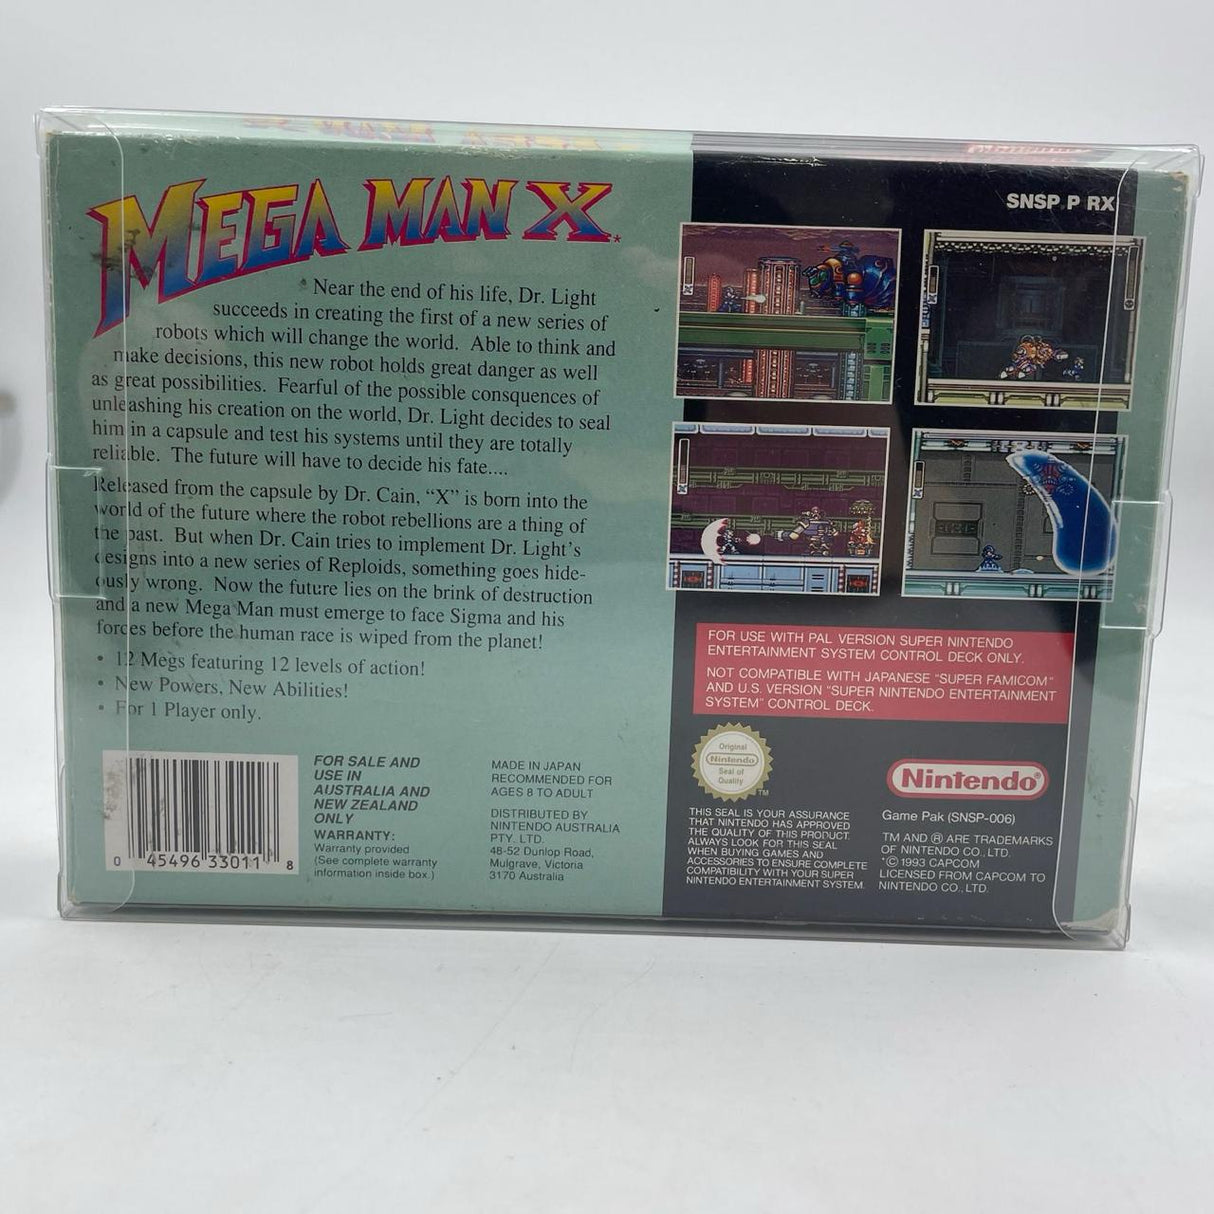 MEGA MAN X
Near the end of his life, Dr. Light
succeeds in creating the first of a new series of
robots which will change the world. Able to think and
make decisions, this new robot holds great danger as well
as great possibilities. Fearful of the possible consquences of
unleashing his creation on the world, Dr. Light decides to seal
him in a capsule and test his systems until they are totally
reliable. The future will have to decide his fate....
Released from the capsule by Dr. Cain, "X" is born into the
world of the future where the robot rebellions are a thing of
the past. But when Dr. Cain tries to implement Dr. Light's
designs into a new series of Reploids, something goes hide-
ously wrong. Now the future lies on the brink of destruction
and a new Mega Man must emerge to face Sigma and his
forces before the human race is wiped from the planet!
• 12 Megs featuring 12 levels of action!
• New Powers, New Abilities!
• For 1 Player only.
0 45496 33011 8
FOR SALE AND
USE IN
AUSTRALIA AND
NEW ZEALAND
ONLY
WARRANTY:
Warranty provided
(See complete warranty
information inside box.)
MADE IN JAPAN
RECOMMENDED FOR
AGES 8 TO ADULT
DISTRIBUTED BY
NINTENDO AUSTRALIA
PTY. LTD.
48-52 Dunlop Road,
Mulgrave, Victoria
3170 Australia
SNSP P RX
FOR USE WITH PAL VERSION SUPER NINTENDO
ENTERTAINMENT SYSTEM CONTROL DECK ONLY.
NOT COMPATIBLE WITH JAPANESE "SUPER FAMICOM"
AND U.S. VERSION "SUPER NINTENDO ENTERTAINMENT
SYSTEM" CONTROL DECK.
Original
Nintendo
Seal of
Quality
TM
THIS SEAL IS YOUR ASSURANCE
THAT NINTENDO HAS APPROVED
THE QUALITY OF THIS PRODUCT.
ALWAYS LOOK FOR THIS SEAL
WHEN BUYING GAMES AND
ACCESSORIES TO ENSURE COMPLETE
COMPATIBILITY WITH YOUR SUPER
NINTENDO ENTERTAINMENT SYSTEM.
Nintendo®
Game Pak (SNSP-006)
TM AND ® ARE TRADEMARKS
OF NINTENDO CO., LTD.
*© 1993 CAPCOM
LICENSED FROM CAPCOM TO
NINTENDO CO., LTD.